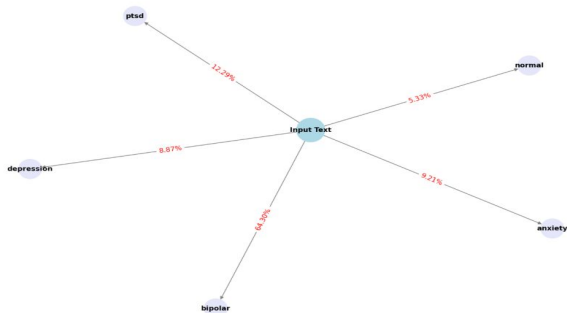 ptsd
12.29%
normal
5.33%
Input Text
8.87%
depression
9.21%
64.30%
anxiety
bipolar